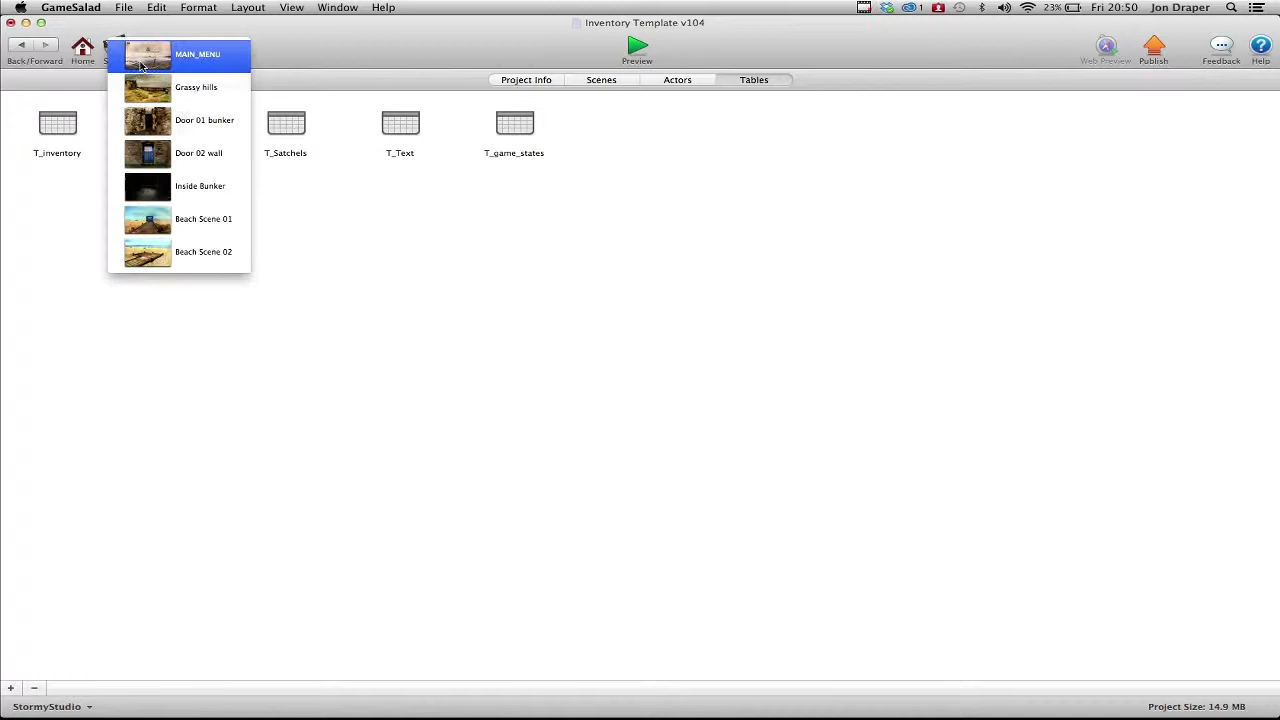 GameSalad File Edit Format Layout View Window Help 1 23% Fri 20:50 Jon Draper
Inventory Template v104
Back/Forward Home Preview Web Preview Publish Feedback Help
Project Info Scenes Actors Tables
MAIN_MENU
Grassy hills
Door 01 bunker
Door 02 wall
Inside Bunker
Beach Scene 01
Beach Scene 02
T_inventory T_Satchels T_Text T_game_states
StormyStudio Project Size: 14.9 MB